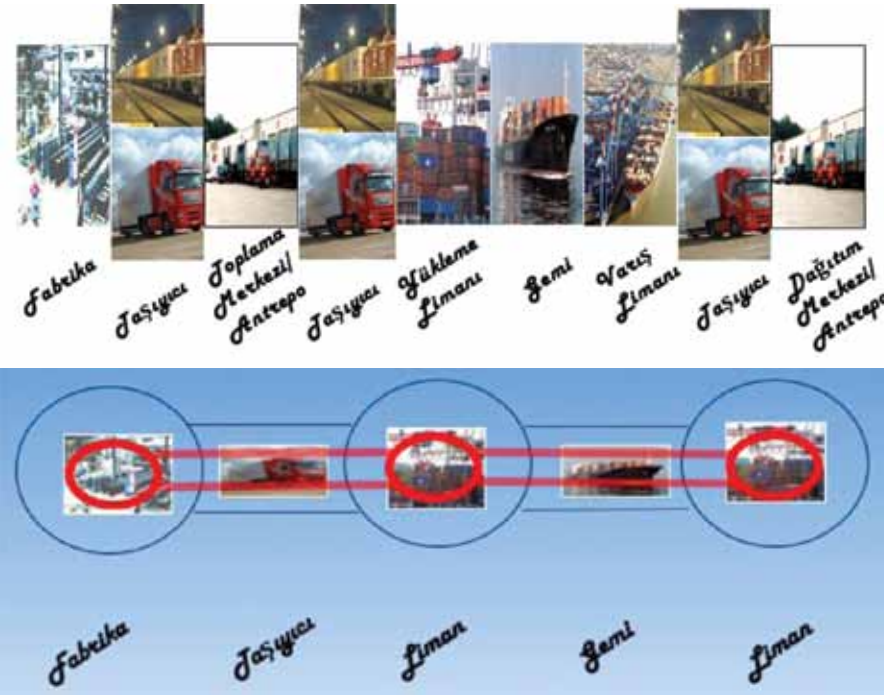 Fabrika
Taşıyıcı
Toplama
Merkezi/
Antrepo
Taşıyıcı
Yükleme
Limanı
Gemi
Varış
Limanı
Taşıyıcı
Dağıtım
Merkezi/
Antrepo
Fabrika
Taşıyıcı
Liman
Gemi
Liman